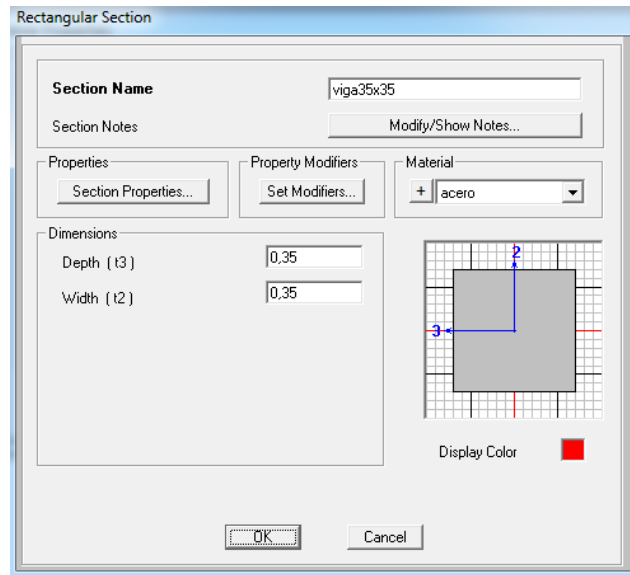 Rectangular Section
Section Name viga35x35
Section Notes Modify/Show Notes...
Properties Property Modifiers Material
Section Properties... Set Modifiers... + acero
Dimensions
Depth ( t3 ) 0,35
Width ( t2 ) 0,35
2
3
Display Color
OK Cancel